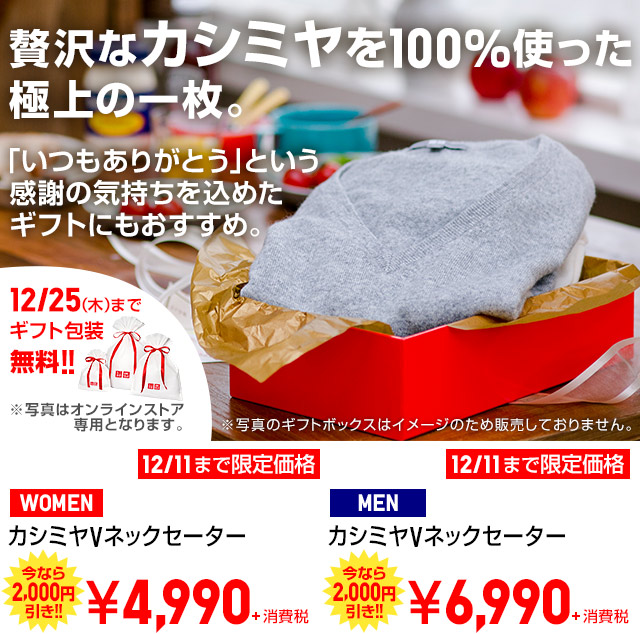 贅沢なカシミヤを100%使った
極上の一枚。
「いつもありがとう」という
感謝の気持ちを込めた
ギフトにもおすすめ。
12/25(木)まで
ギフト包装
無料!!
※写真はオンラインストア
専用となります。
※写真のギフトボックスはイメージのため販売しておりません。
12/11まで限定価格
WOMEN
カシミヤVネックセーター
今なら
2,000円
引き!!
¥4,990+消費税
12/11まで限定価格
MEN
カシミヤVネックセーター
今なら
2,000円
引き!!
¥6,990+消費税